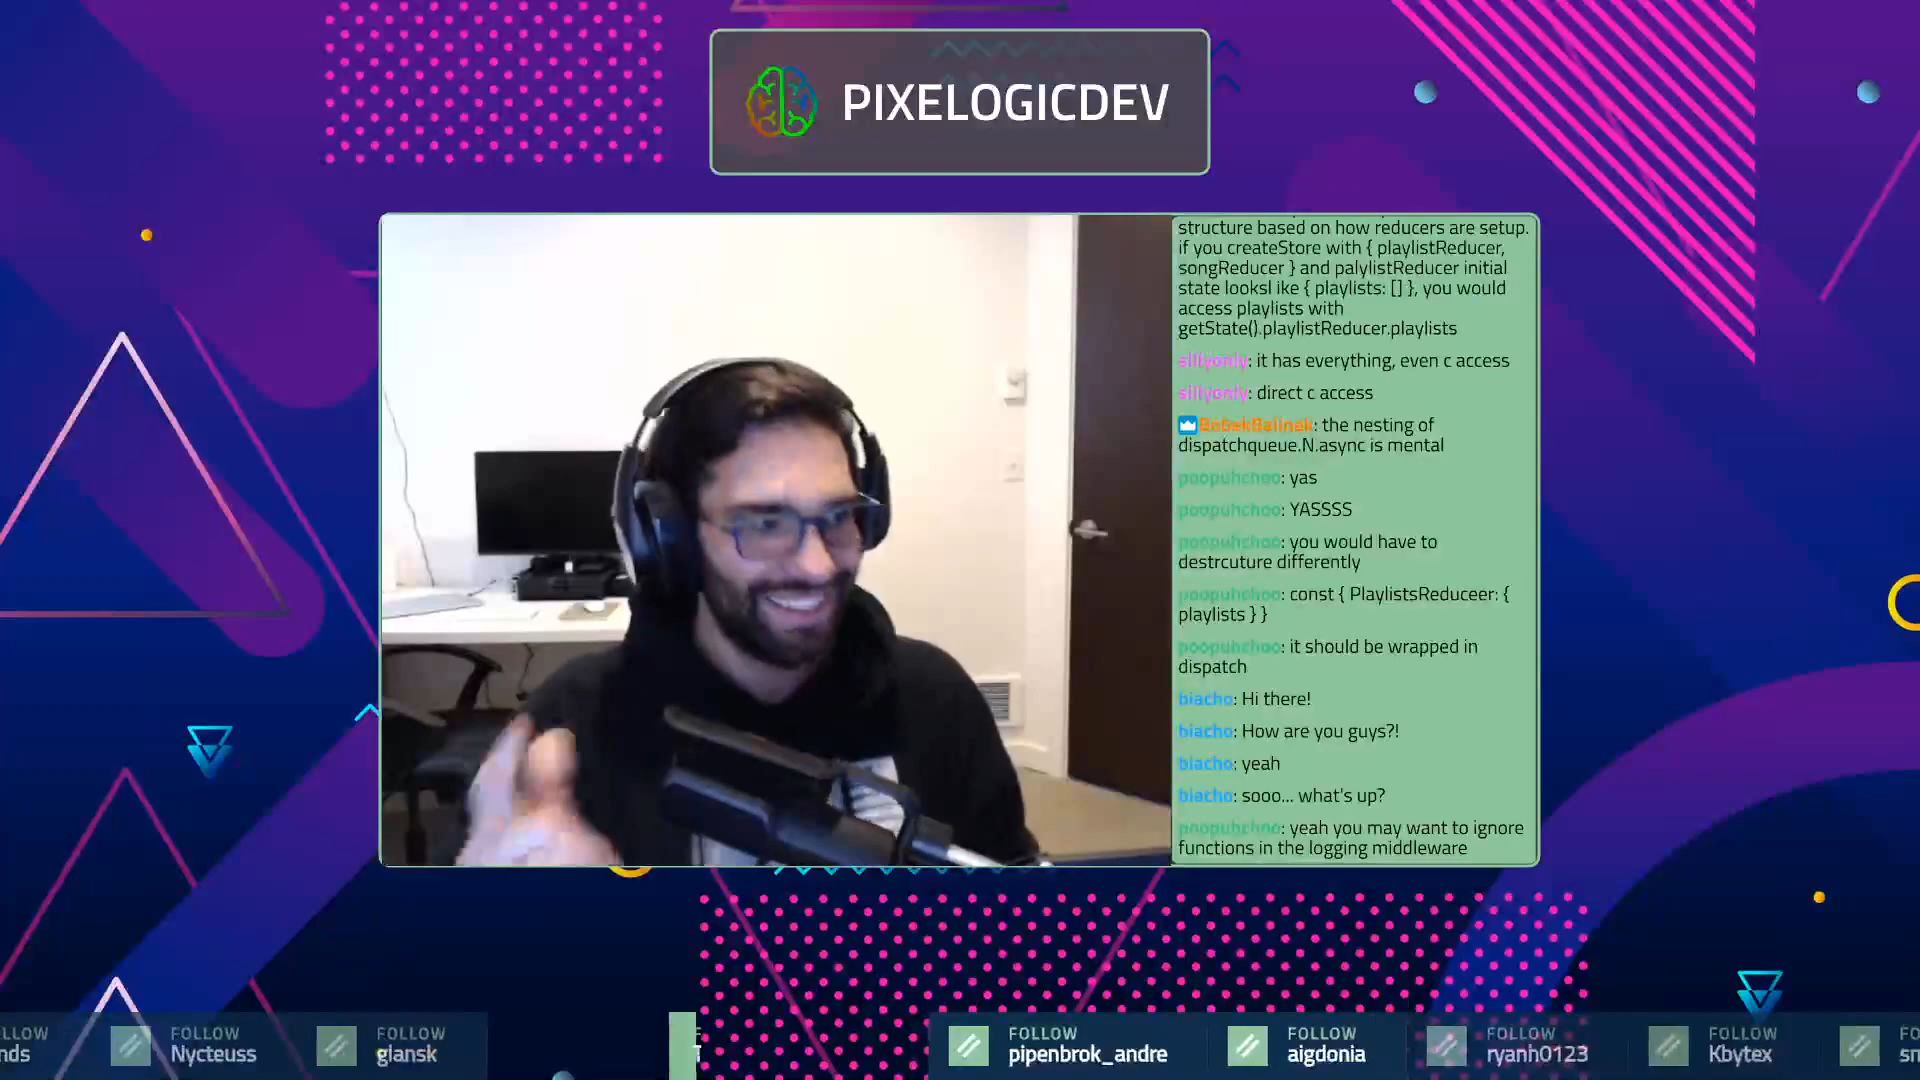 PIXELOGICDEV
structure based on how reducers are setup.
if you createStore with { playlistReducer,
songReducer } and palylistReducer initial
state looksl ike { playlists: [] }, you would
access playlists with
getState().playlistReducer.playlists
sillyonly: it has everything, even c access
sillyonly: direct c access
BaBekBalinek: the nesting of
dispatchqueue.N.async is mental
poopuhchoo: yas
poopuhchoo: YASSSS
poopuhchoo: you would have to
destrcuture differently
poopuhchoo: const { PlaylistsReduceer: {
playlists } }
poopuhchoo: it should be wrapped in
dispatch
biacho: Hi there!
biacho: How are you guys?!
biacho: yeah
biacho: sooo... what's up?
poopuhchoo: yeah you may want to ignore
functions in the logging middleware
LLOW
nds
FOLLOW
Nycteuss
FOLLOW
glansk
FOLLOW
pipenbrok_andre
FOLLOW
aigdonia
FOLLOW
ryanh0123
FOLLOW
Kbytex
FO